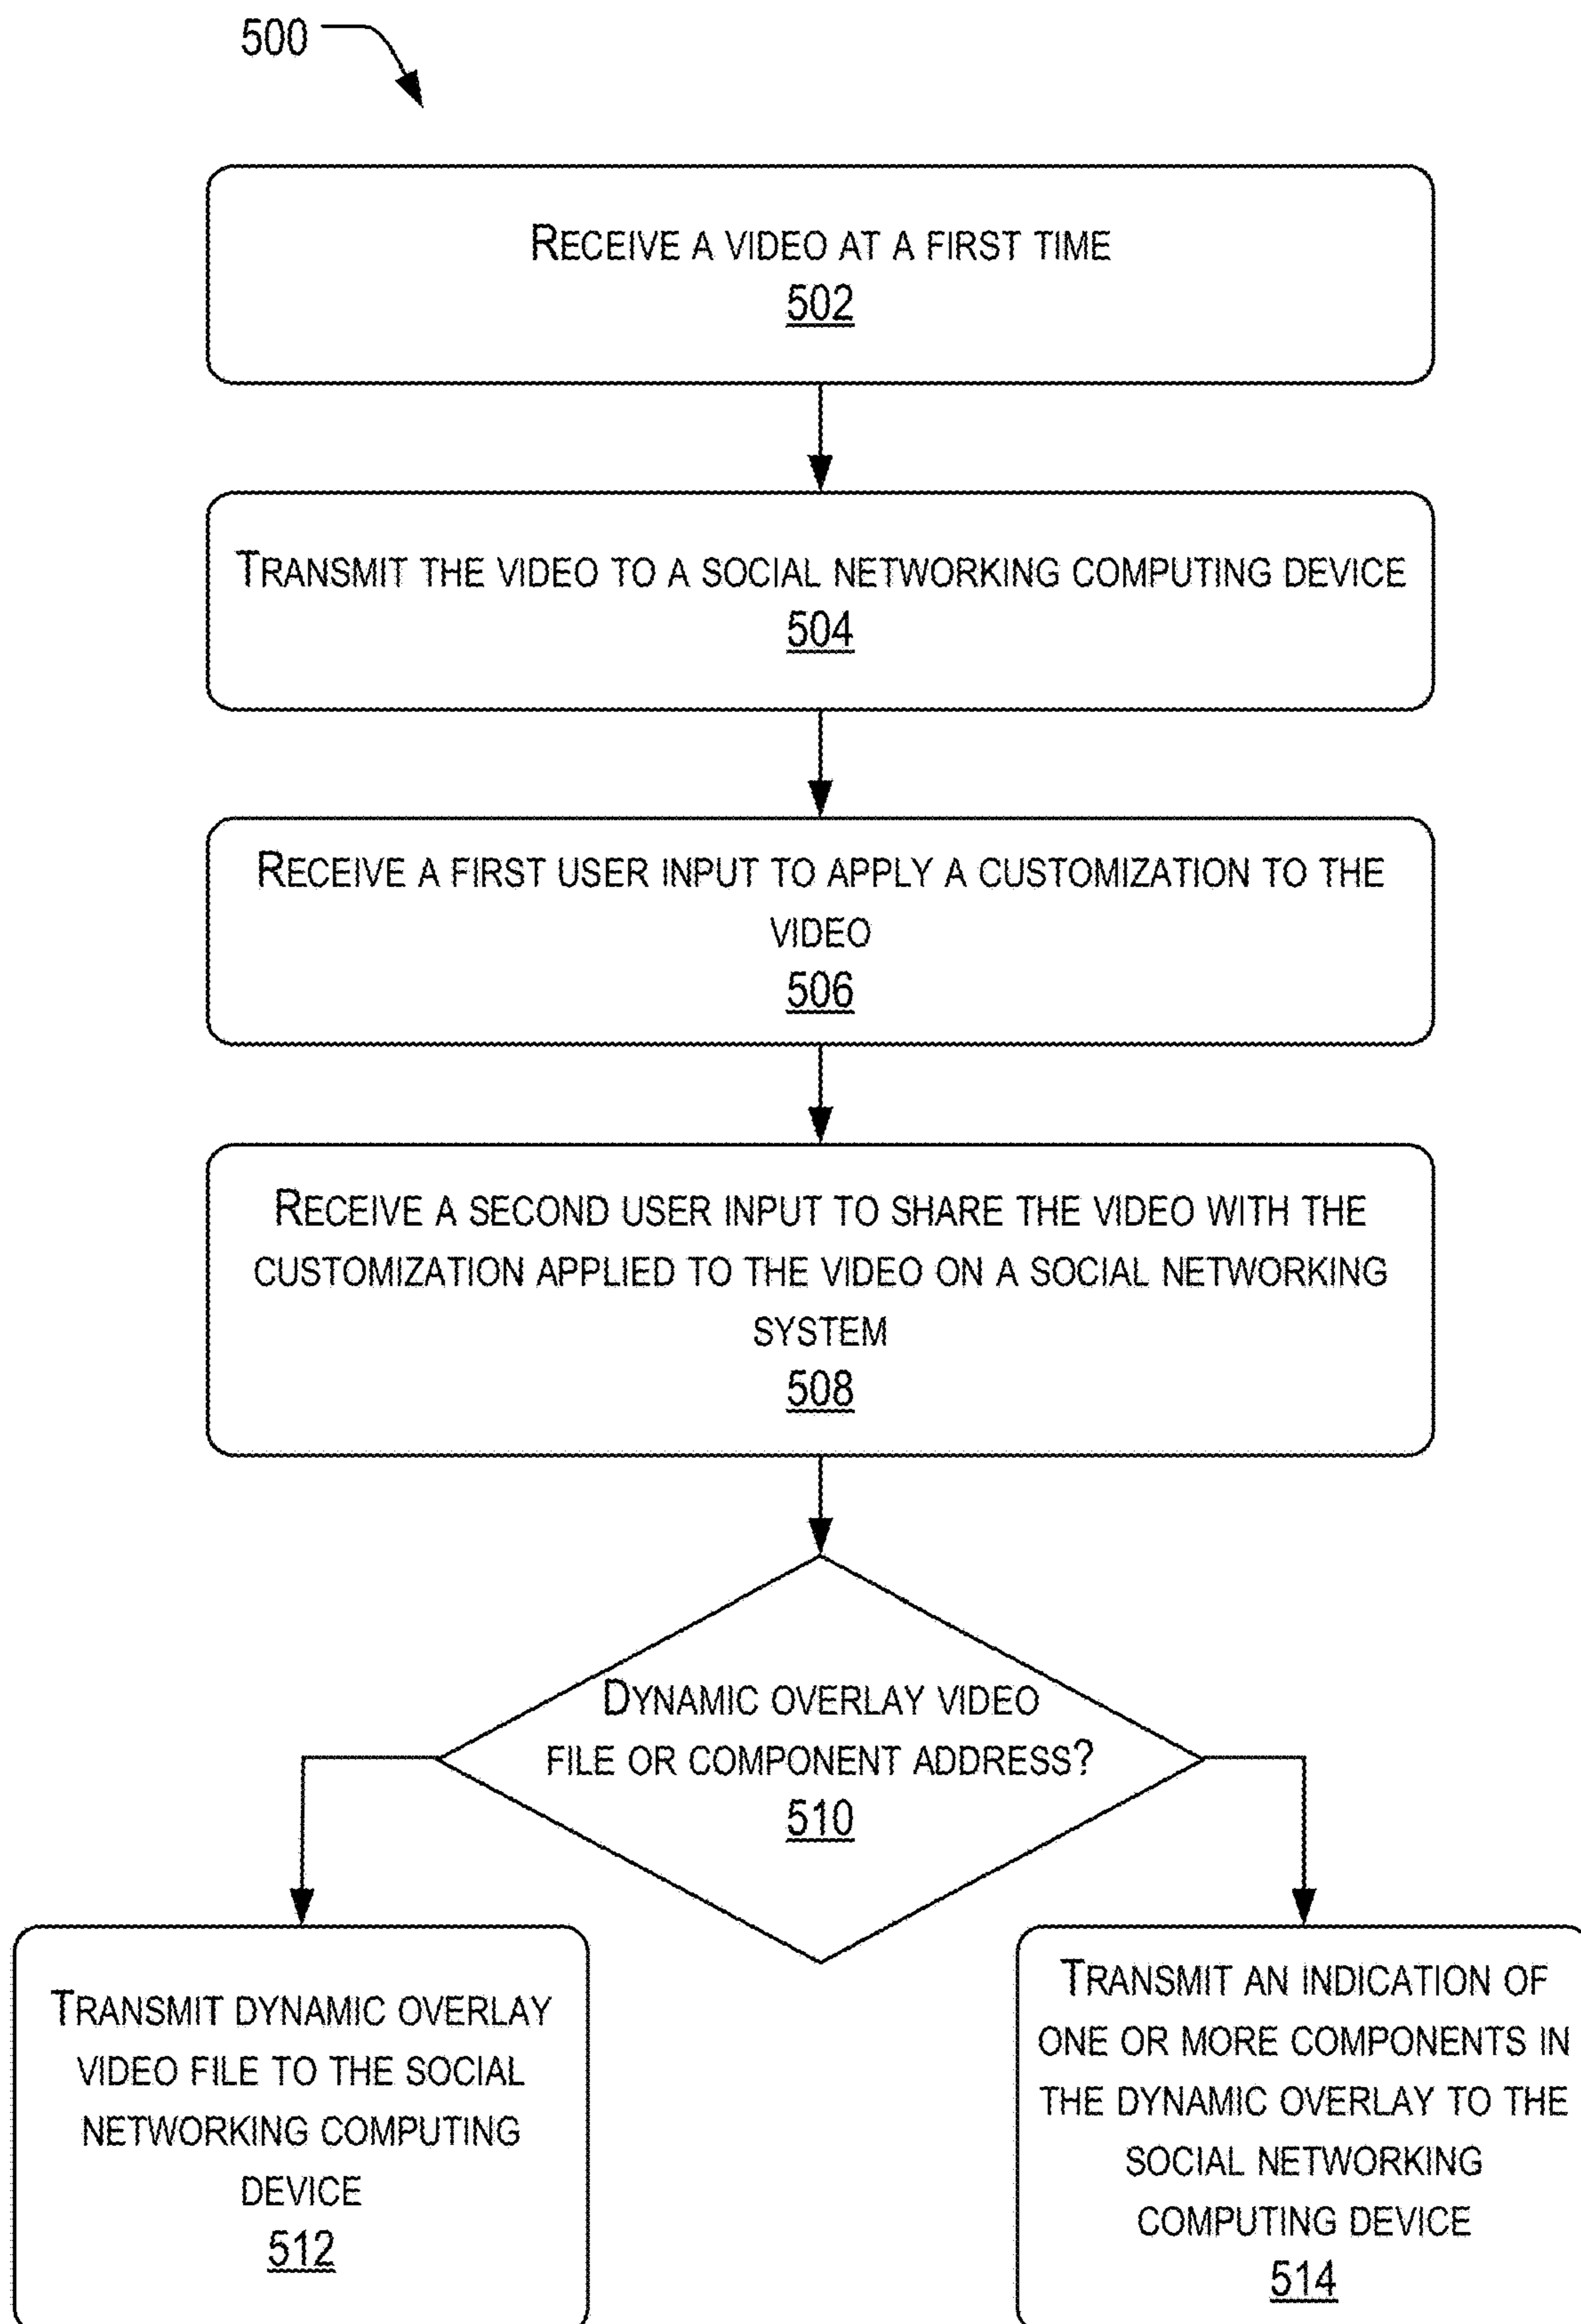 500
RECEIVE A VIDEO AT A FIRST TIME
502
TRANSMIT THE VIDEO TO A SOCIAL NETWORKING COMPUTING DEVICE
504
RECEIVE A FIRST USER INPUT TO APPLY A CUSTOMIZATION TO THE
VIDEO
506
RECEIVE A SECOND USER INPUT TO SHARE THE VIDEO WITH THE
CUSTOMIZATION APPLIED TO THE VIDEO ON A SOCIAL NETWORKING
SYSTEM
508
DYNAMIC OVERLAY VIDEO
FILE OR COMPONENT ADDRESS?
510
TRANSMIT DYNAMIC OVERLAY
VIDEO FILE TO THE SOCIAL
NETWORKING COMPUTING
DEVICE
512
TRANSMIT AN INDICATION OF
ONE OR MORE COMPONENTS IN
THE DYNAMIC OVERLAY TO THE
SOCIAL NETWORKING
COMPUTING DEVICE
514